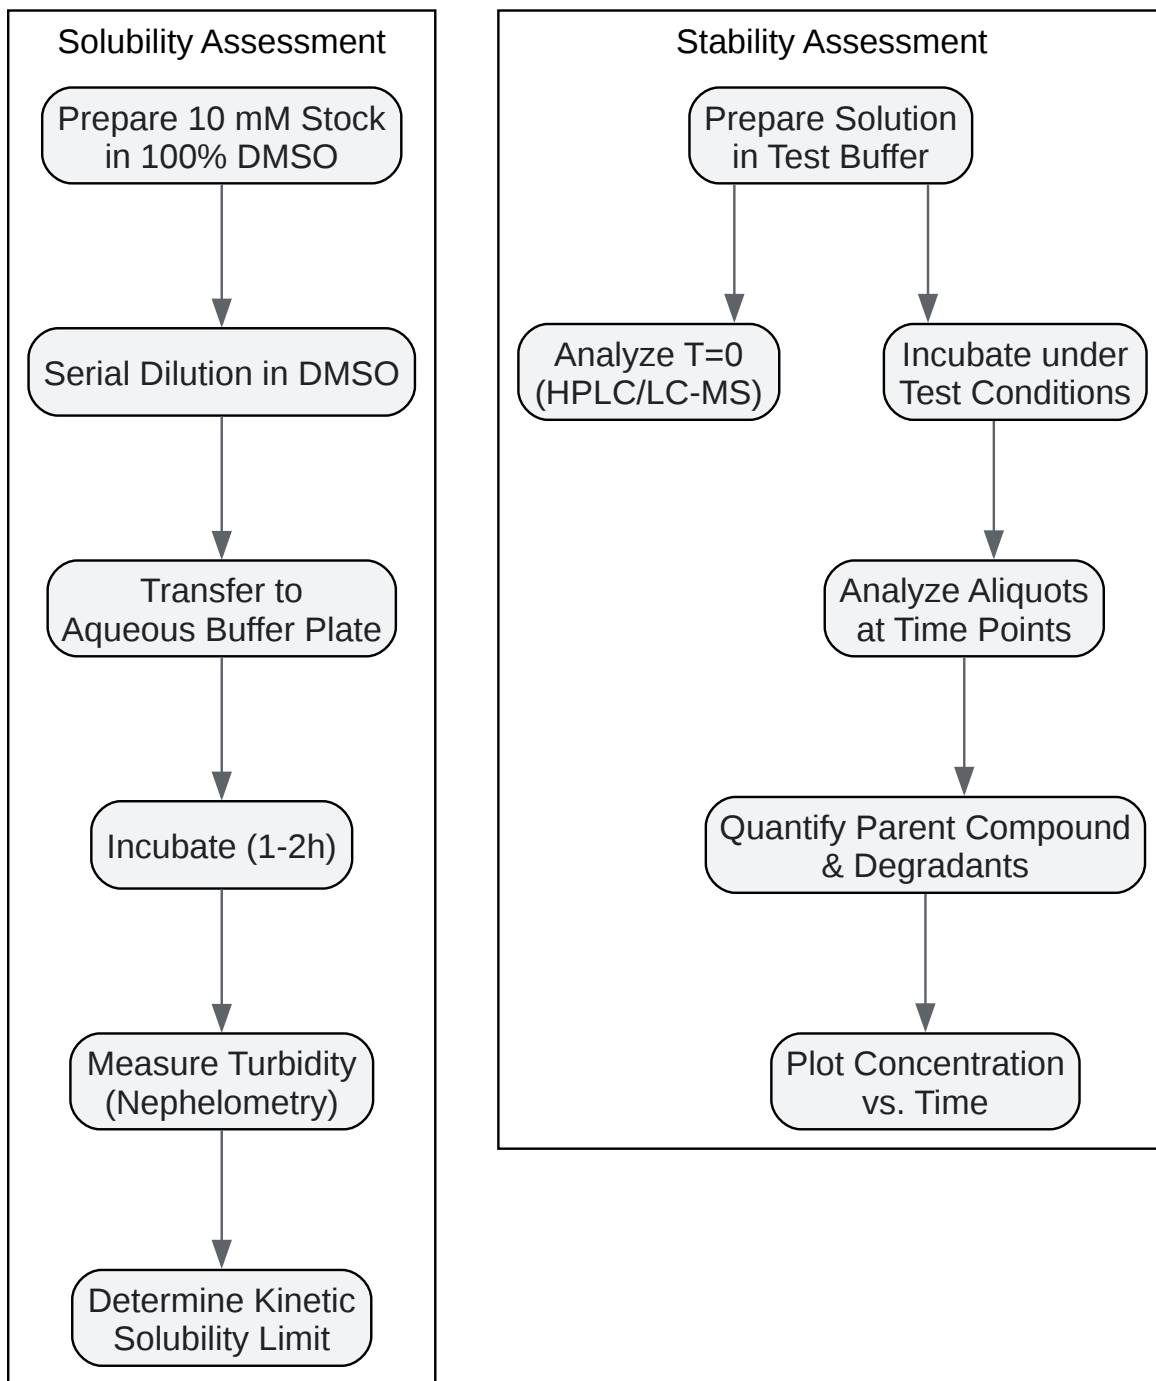 Solubility Assessment
Prepare 10 mM Stock
in 100% DMSO
Serial Dilution in DMSO
Transfer to
Aqueous Buffer Plate
Incubate (1-2h)
Measure Turbidity
(Nephelometry)
Determine Kinetic
Solubility Limit
Stability Assessment
Prepare Solution
in Test Buffer
Analyze T=0
(HPLC/LC-MS)
Incubate under
Test Conditions
Analyze Aliquots
at Time Points
Quantify Parent Compound
& Degradants
Plot Concentration
vs. Time